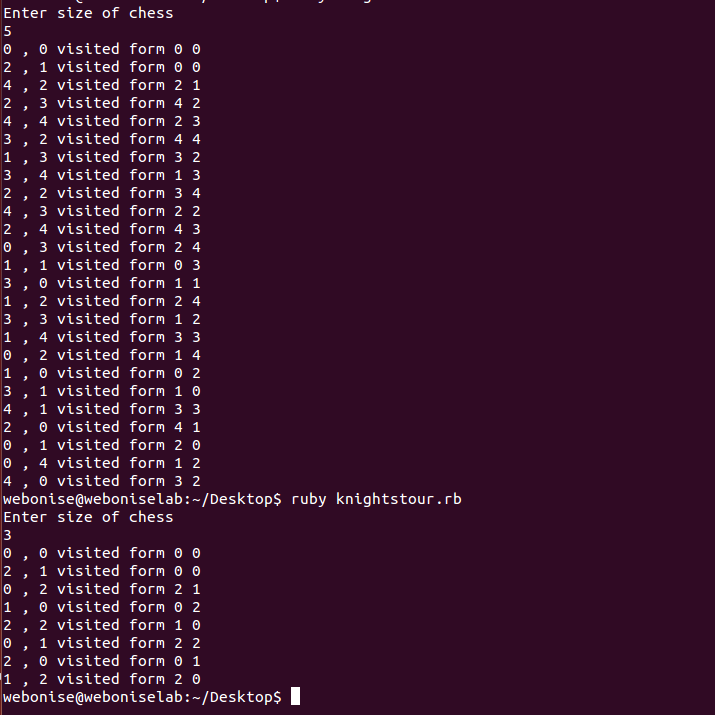 Enter size of chess
5
0 , 0 visited form 0 0
2 , 1 visited form 0 0
4 , 2 visited form 2 1
2 , 3 visited form 4 2
4 , 4 visited form 2 3
3 , 2 visited form 4 4
1 , 3 visited form 3 2
3 , 4 visited form 1 3
2 , 2 visited form 3 4
4 , 3 visited form 2 2
2 , 4 visited form 4 3
0 , 3 visited form 2 4
1 , 1 visited form 0 3
3 , 0 visited form 1 1
1 , 2 visited form 2 4
3 , 3 visited form 1 2
1 , 4 visited form 3 3
0 , 2 visited form 1 4
1 , 0 visited form 0 2
3 , 1 visited form 1 0
4 , 1 visited form 3 3
2 , 0 visited form 4 1
0 , 1 visited form 2 0
0 , 4 visited form 1 2
4 , 0 visited form 3 2
webonise@weboniselab:~/Desktop$ ruby knightstour.rb
Enter size of chess
3
0 , 0 visited form 0 0
2 , 1 visited form 0 0
0 , 2 visited form 2 1
1 , 0 visited form 0 2
2 , 2 visited form 1 0
0 , 1 visited form 2 2
2 , 0 visited form 0 1
1 , 2 visited form 2 0
webonise@weboniselab:~/Desktop$